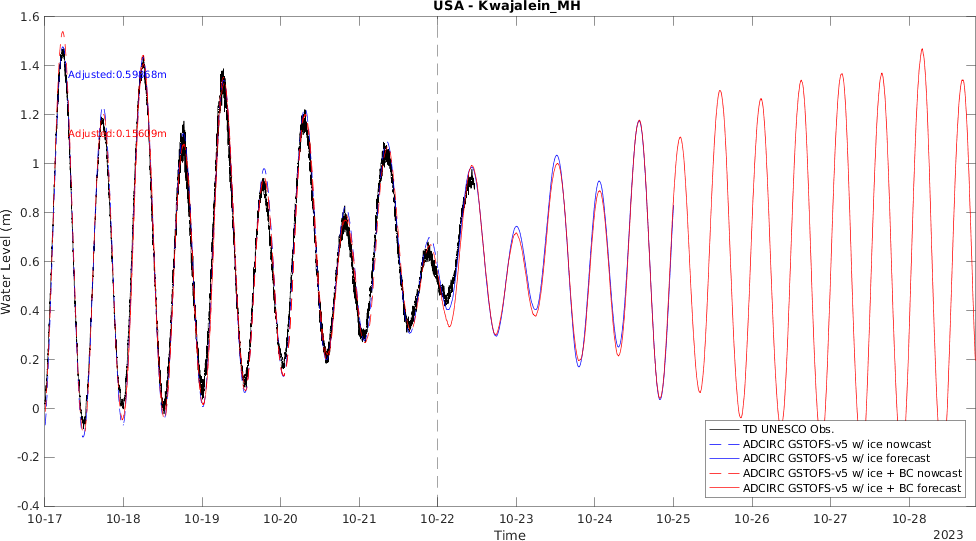 USA - Kwajalein_MH
1.6
1.4
1.2
1
0.8
0.6
0.4
0.2
0
-0.2
-0.4
Water Level (m)
Adjusted:0.59868m
Adjusted:0.15609m
TD UNESCO Obs.
ADCIRC GSTOFS-v5 w/ ice nowcast
ADCIRC GSTOFS-v5 w/ ice forecast
ADCIRC GSTOFS-v5 w/ ice + BC nowcast
ADCIRC GSTOFS-v5 w/ ice + BC forecast
10-17 10-18 10-19 10-20 10-21 10-22 10-23 10-24 10-25 10-26 10-27 10-28
Time
2023